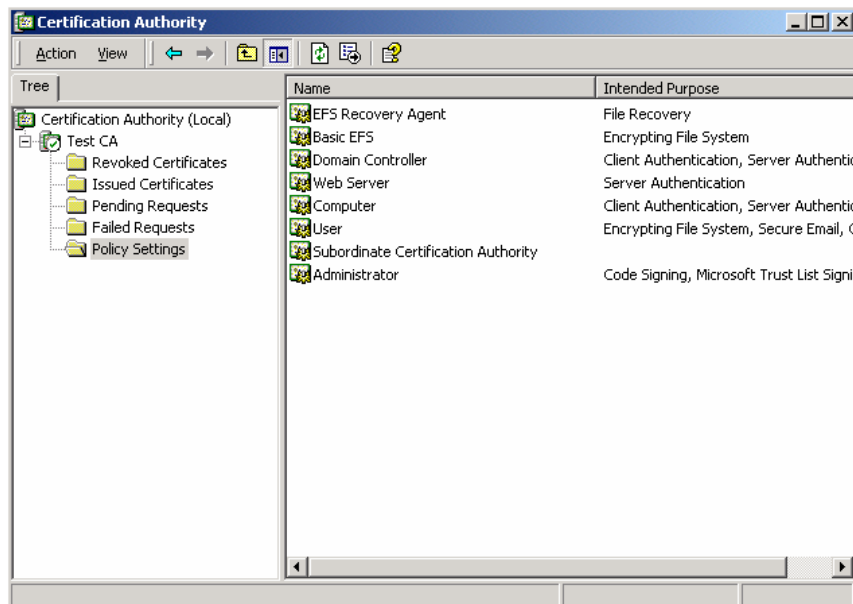 Certification Authority
Action View
Tree
Certification Authority (Local)
Test CA
Revoked Certificates
Issued Certificates
Pending Requests
Failed Requests
Policy Settings
Name Intended Purpose
EFS Recovery Agent File Recovery
Basic EFS Encrypting File System
Domain Controller Client Authentication, Server Authentic
Web Server Server Authentication
Computer Client Authentication, Server Authentic
User Encrypting File System, Secure Email, C
Subordinate Certification Authority
Administrator Code Signing, Microsoft Trust List Signi